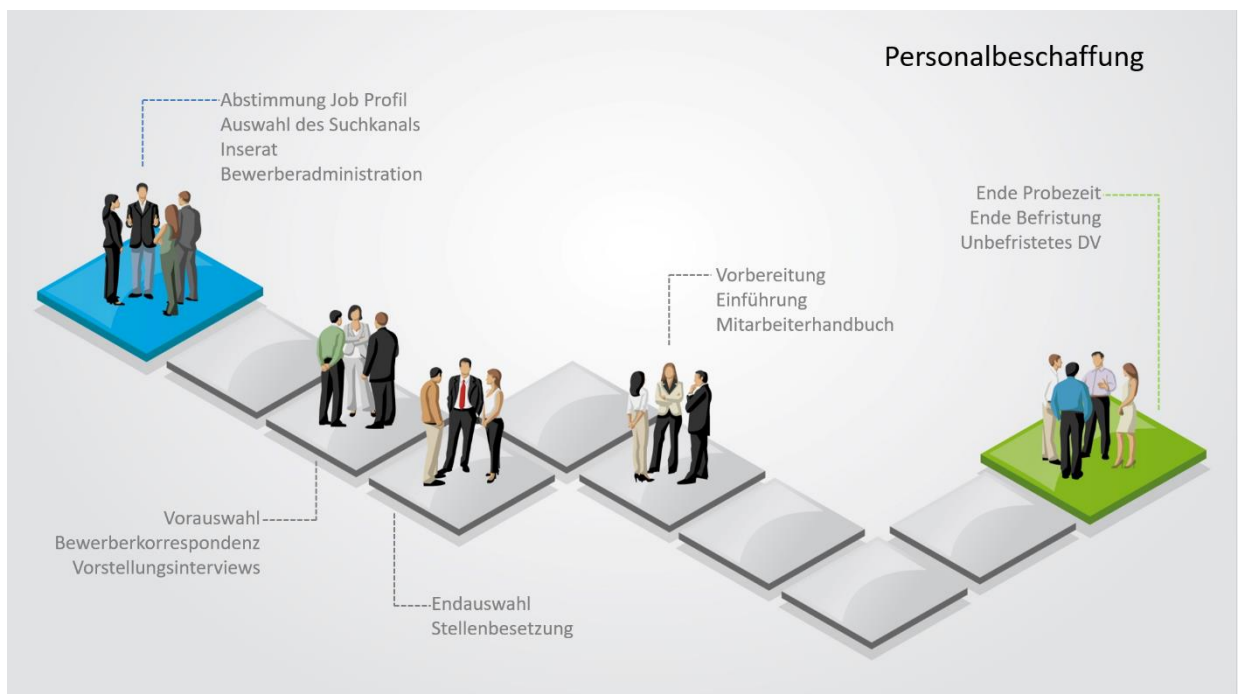 Personalbeschaffung
Abstimmung Job Profil
Auswahl des Suchkanals
Inserat
Bewerberadministration
Ende Probezeit
Ende Befristung
Unbefristetes DV
Vorbereitung
Einführung
Mitarbeiterhandbuch
Vorauswahl
Bewerberkorrespondenz
Vorstellungsinterviews
Endauswahl
Stellenbesetzung